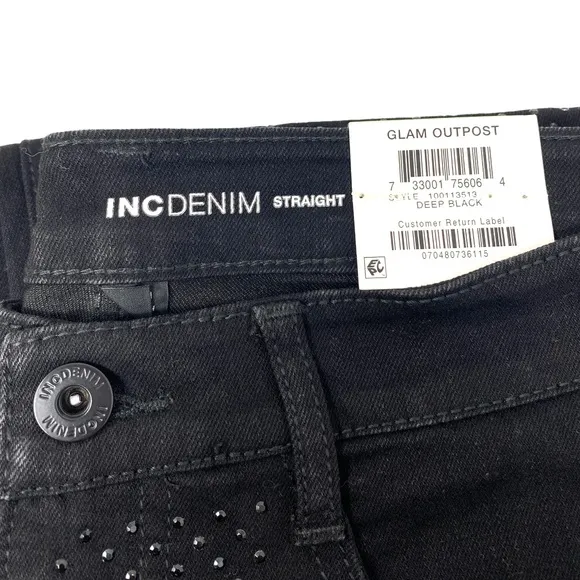 GLAM OUTPOST
7 33001 75606 4
STYLE 100113513
DEEP BLACK
Customer Return Label
070480736115
INCDENIM STRAIGHT
INCDENIM INCDENIM